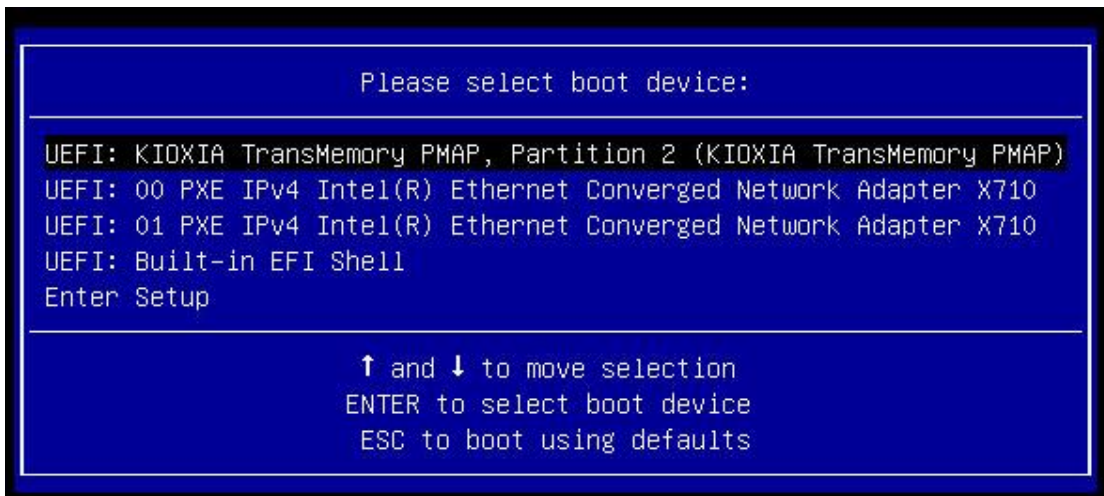 Please select boot device:
UEFI: KIOXIA TransMemory PMAP, Partition 2 (KIOXIA TransMemory PMAP)
UEFI: 00 PXE IPv4 Intel(R) Ethernet Converged Network Adapter X710
UEFI: 01 PXE IPv4 Intel(R) Ethernet Converged Network Adapter X710
UEFI: Built-in EFI Shell
Enter Setup
↑ and ↓ to move selection
ENTER to select boot device
ESC to boot using defaults